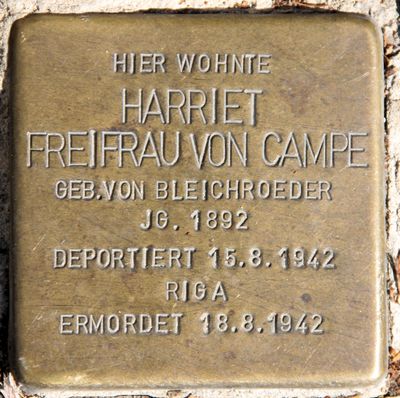 HIER WOHNTE
HARRIET
FREIFRAU VON CAMPE
GEB. VON BLEICHROEDER
JG. 1892
DEPORTIERT 15.8.1942
RIGA
ERMORDET 18.8.1942